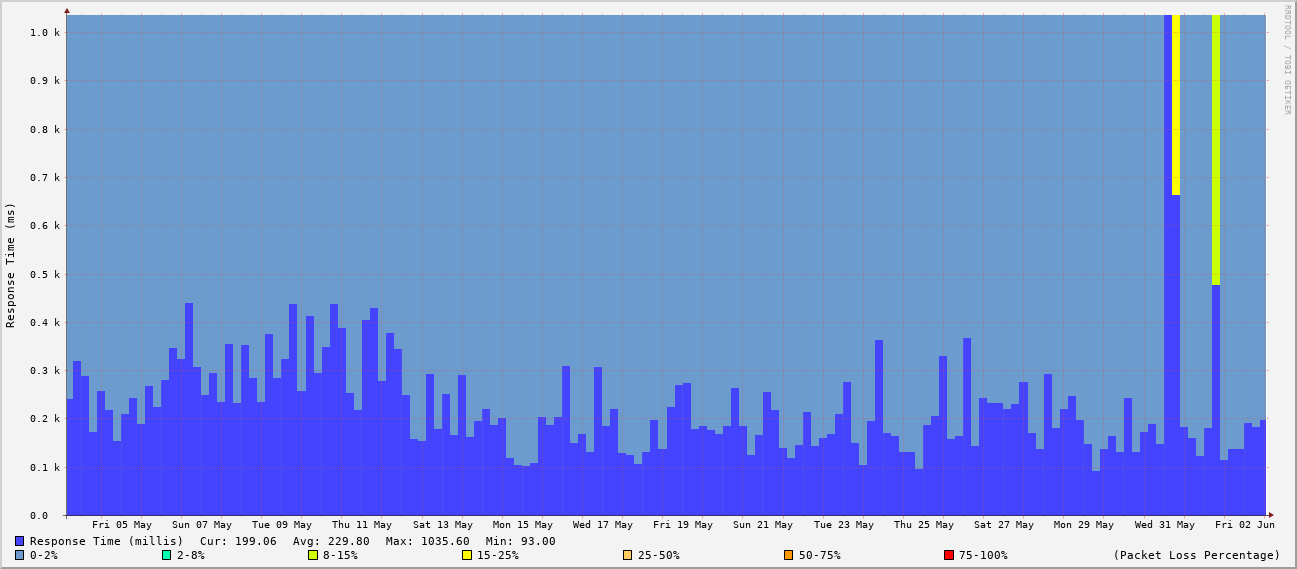 RRDTOOL / TOBI OETIKER
Response Time (ms)
1.0 k
0.9 k
0.8 k
0.7 k
0.6 k
0.5 k
0.4 k
0.3 k
0.2 k
0.1 k
0.0
Fri 05 May Sun 07 May Tue 09 May Thu 11 May Sat 13 May Mon 15 May Wed 17 May Fri 19 May Sun 21 May Tue 23 May Thu 25 May Sat 27 May Mon 29 May Wed 31 May Fri 02 Jun
Response Time (millis) Cur: 199.06 Avg: 229.80 Max: 1035.60 Min: 93.00
0-2% 2-8% 8-15% 15-25% 25-50% 50-75% 75-100% (Packet Loss Percentage)